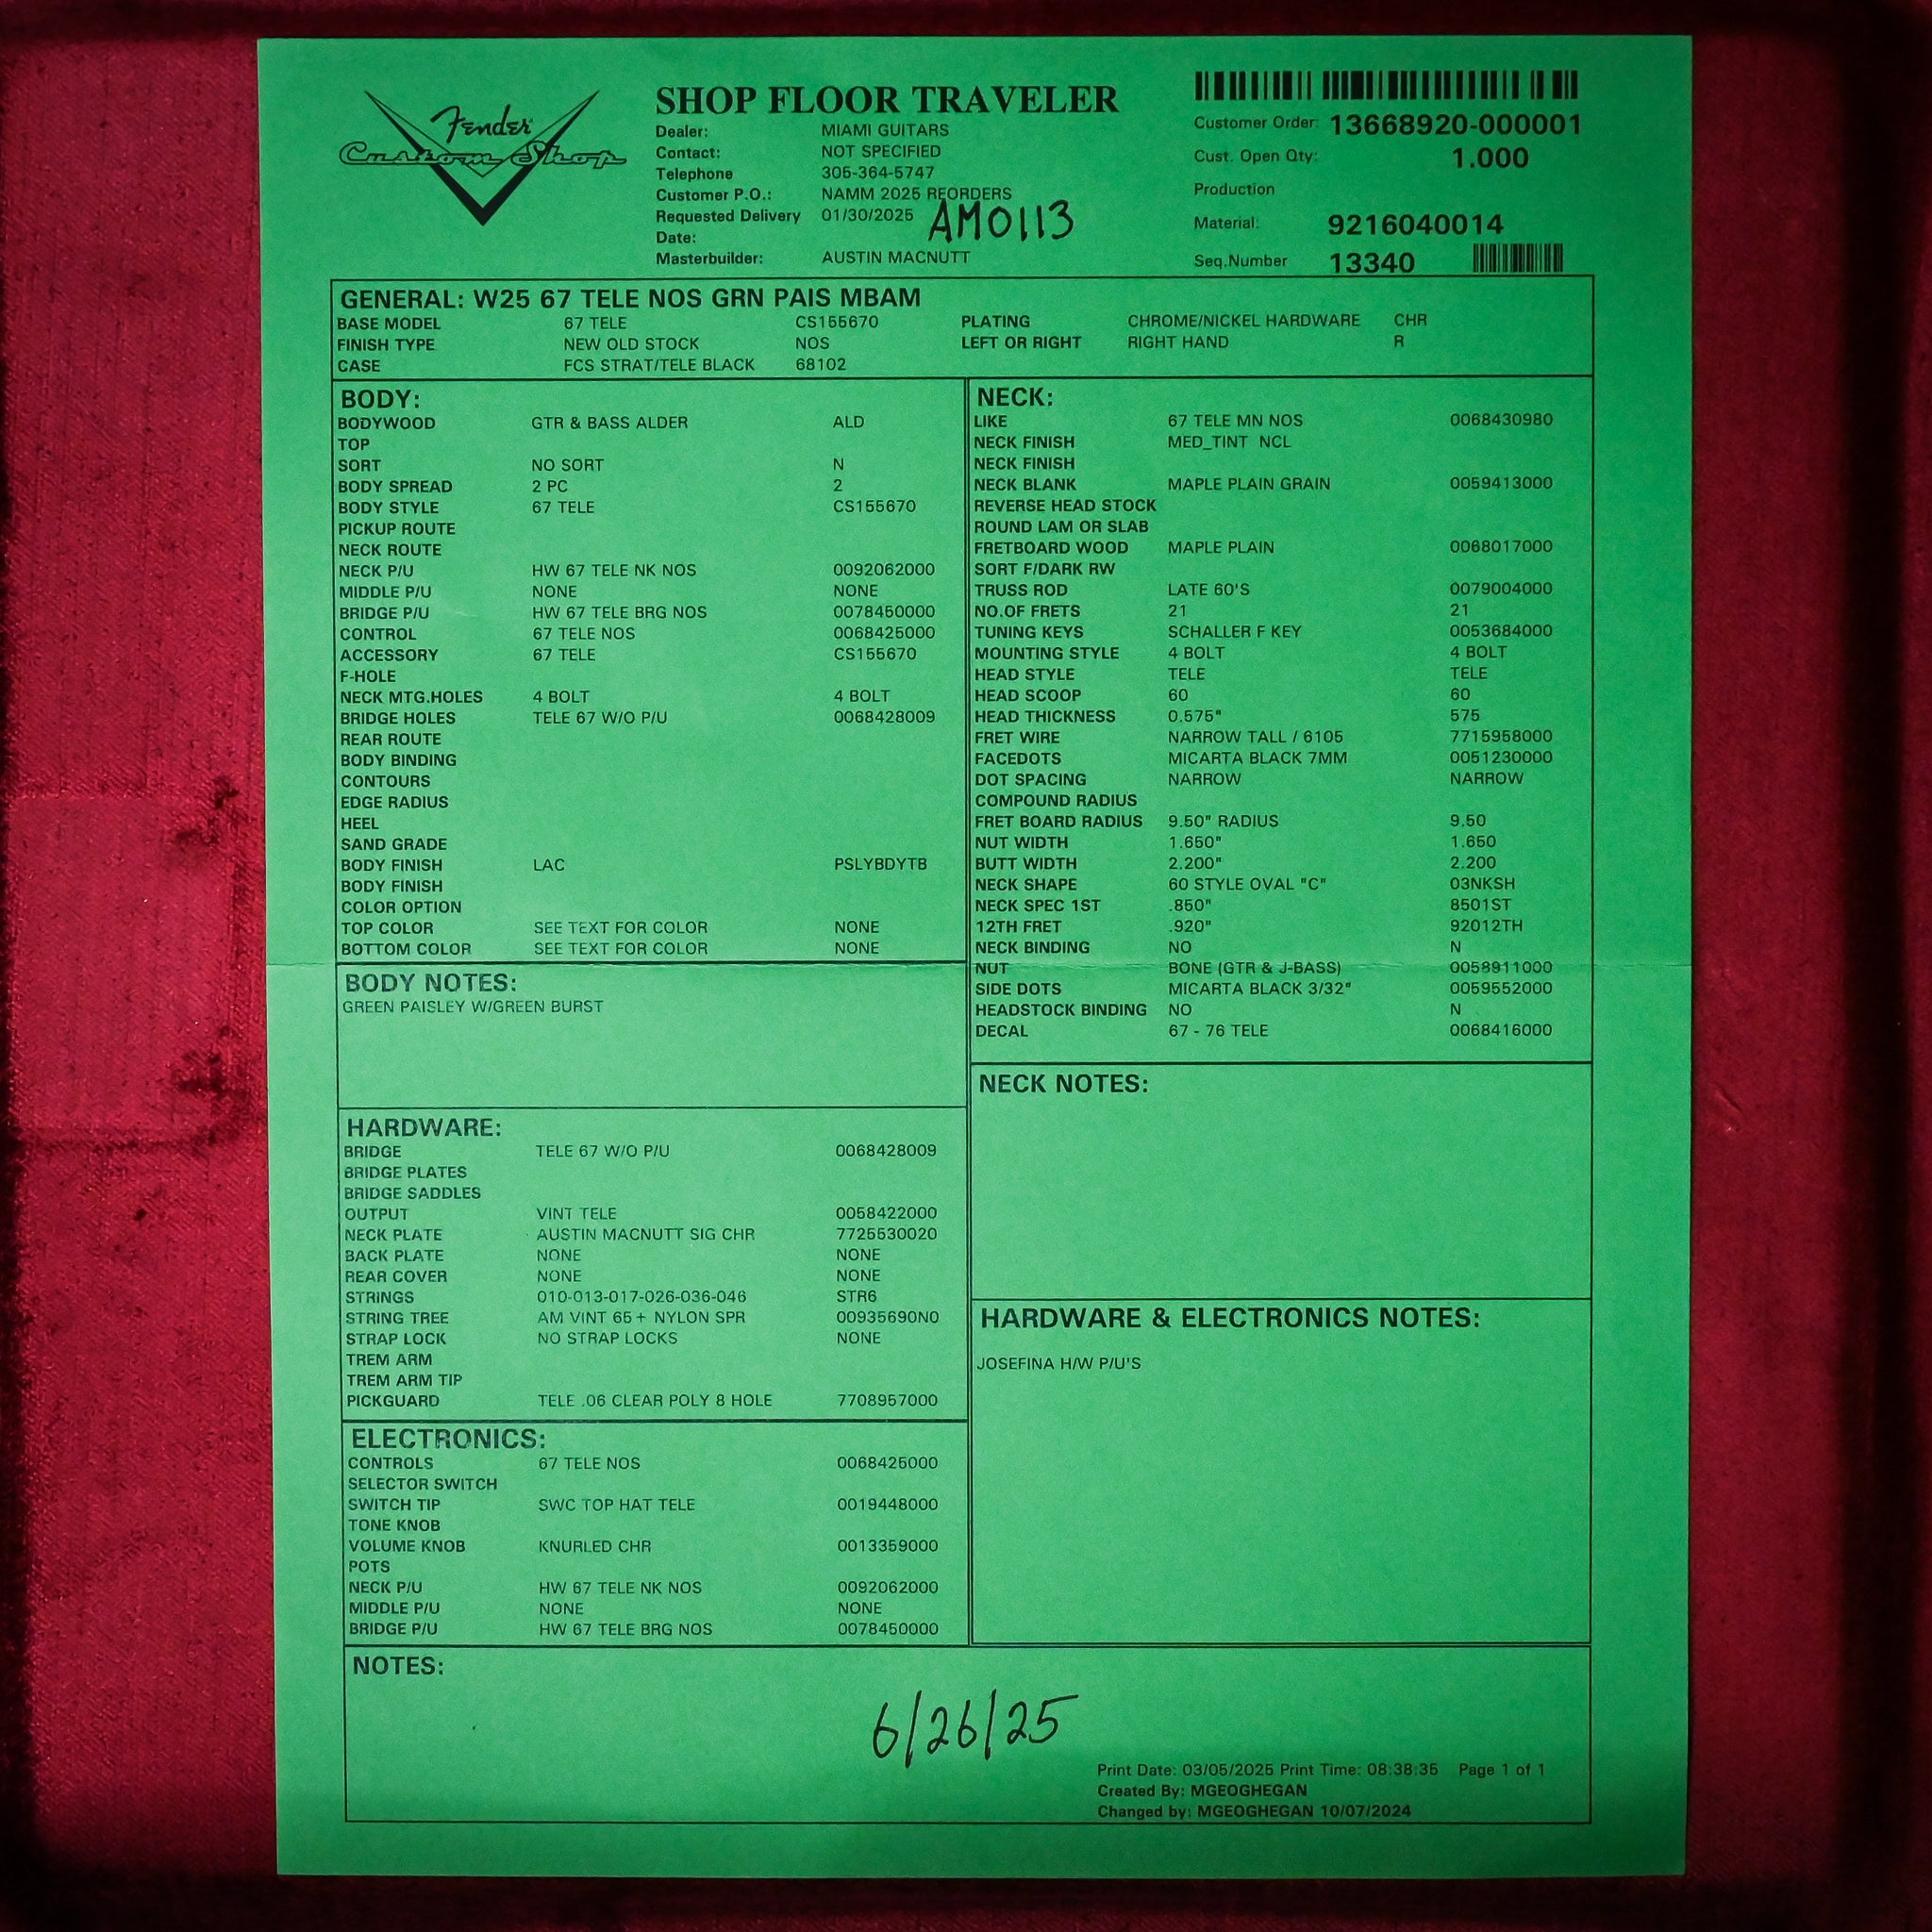 Fender
Custom Shop
SHOP FLOOR TRAVELER
Dealer: MIAMI GUITARS
Contact: NOT SPECIFIED
Telephone 305-364-5747
Customer P.O.: NAMM 2025 REORDERS
Requested Delivery 01/30/2025 AM0113
Date:
Masterbuilder: AUSTIN MACNUTT
Customer Order: 13668920-000001
Cust. Open Qty: 1.000
Production
Material: 9216040014
Seq.Number 13340
GENERAL: W25 67 TELE NOS GRN PAIS MBAM
BASE MODEL 67 TELE CS155670 PLATING CHROME/NICKEL HARDWARE CHR
FINISH TYPE NEW OLD STOCK NOS LEFT OR RIGHT RIGHT HAND R
CASE FCS STRAT/TELE BLACK 68102
BODY:
BODYWOOD GTR & BASS ALDER ALD
TOP
SORT NO SORT N
BODY SPREAD 2 PC 2
BODY STYLE 67 TELE CS155670
PICKUP ROUTE
NECK ROUTE
NECK P/U HW 67 TELE NK NOS 0092062000
MIDDLE P/U NONE NONE
BRIDGE P/U HW 67 TELE BRG NOS 0078450000
CONTROL 67 TELE NOS 0068425000
ACCESSORY 67 TELE CS155670
F-HOLE
NECK MTG.HOLES 4 BOLT 4 BOLT
BRIDGE HOLES TELE 67 W/O P/U 0068428009
REAR ROUTE
BODY BINDING
CONTOURS
EDGE RADIUS
HEEL
SAND GRADE
BODY FINISH LAC PSLYBDYTB
BODY FINISH
COLOR OPTION
TOP COLOR SEE TEXT FOR COLOR NONE
BOTTOM COLOR SEE TEXT FOR COLOR NONE
BODY NOTES:
GREEN PAISLEY W/GREEN BURST
HARDWARE:
BRIDGE TELE 67 W/O P/U 0068428009
BRIDGE PLATES
BRIDGE SADDLES
OUTPUT VINT TELE 0058422000
NECK PLATE AUSTIN MACNUTT SIG CHR 7725530020
BACK PLATE NONE NONE
REAR COVER NONE NONE
STRINGS 010-013-017-026-036-046 STR6
STRING TREE AM VINT 65+ NYLON SPR 00935690N0
STRAP LOCK NO STRAP LOCKS NONE
TREM ARM
TREM ARM TIP
PICKGUARD TELE .06 CLEAR POLY 8 HOLE 7708957000
ELECTRONICS:
CONTROLS 67 TELE NOS 0068425000
SELECTOR SWITCH
SWITCH TIP SWC TOP HAT TELE 0019448000
TONE KNOB
VOLUME KNOB KNURLED CHR 0013359000
POTS
NECK P/U HW 67 TELE NK NOS 0092062000
MIDDLE P/U NONE NONE
BRIDGE P/U HW 67 TELE BRG NOS 0078450000
NECK:
LIKE 67 TELE MN NOS 0068430980
NECK FINISH MED_TINT NCL
NECK FINISH
NECK BLANK MAPLE PLAIN GRAIN 0059413000
REVERSE HEAD STOCK
ROUND LAM OR SLAB
FRETBOARD WOOD MAPLE PLAIN 0068017000
SORT F/DARK RW
TRUSS ROD LATE 60'S 0079004000
NO.OF FRETS 21 21
TUNING KEYS SCHALLER F KEY 0053684000
MOUNTING STYLE 4 BOLT 4 BOLT
HEAD STYLE TELE TELE
HEAD SCOOP 60 60
HEAD THICKNESS 0.575" 575
FRET WIRE NARROW TALL / 6105 7715958000
FACEDOTS MICARTA BLACK 7MM 0051230000
DOT SPACING NARROW NARROW
COMPOUND RADIUS
FRET BOARD RADIUS 9.50" RADIUS 9.50
NUT WIDTH 1.650" 1.650
BUTT WIDTH 2.200" 2.200
NECK SHAPE 60 STYLE OVAL "C" 03NKSH
NECK SPEC 1ST .850" 8501ST
12TH FRET .920" 92012TH
NECK BINDING NO N
NUT BONE (GTR & J-BASS) 0058911000
SIDE DOTS MICARTA BLACK 3/32" 0059552000
HEADSTOCK BINDING NO N
DECAL 67 - 76 TELE 0068416000
NECK NOTES:
HARDWARE & ELECTRONICS NOTES:
JOSEFINA H/W P/U'S
NOTES:
6/26/25
Print Date: 03/05/2025 Print Time: 08:38:35 Page 1 of 1
Created By: MGEOGHEGAN
Changed by: MGEOGHEGAN 10/07/2024